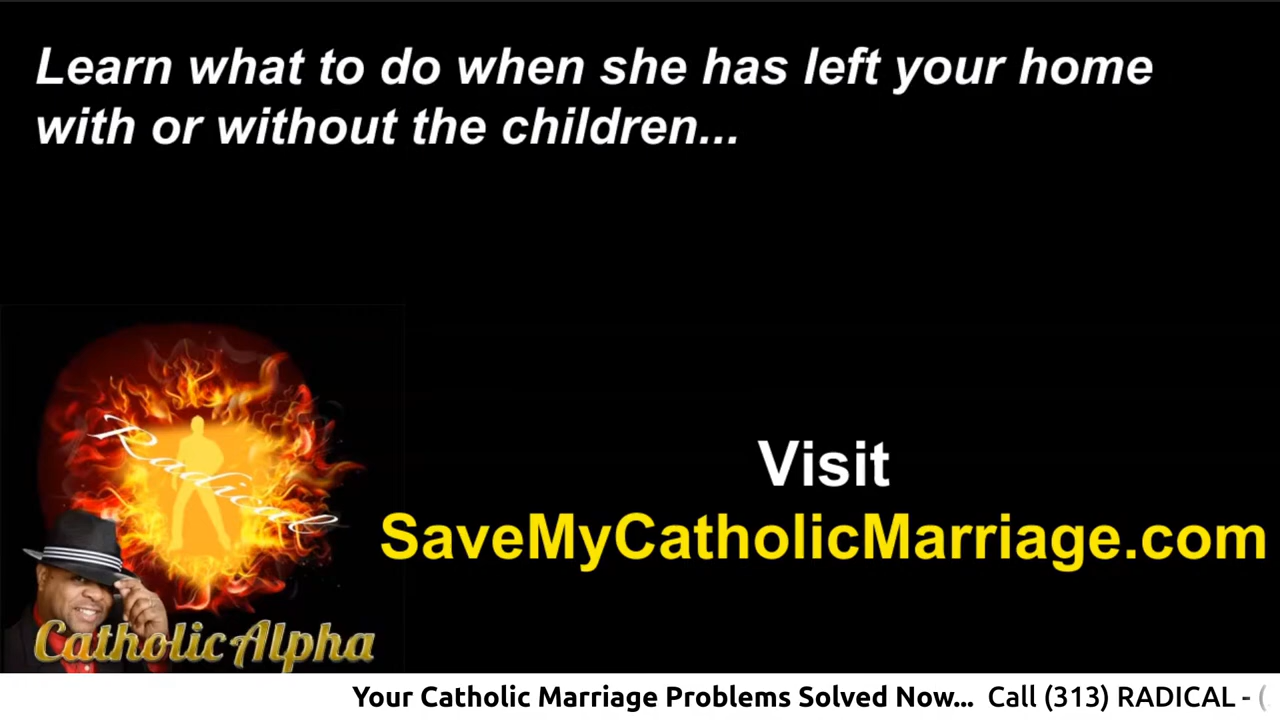 Learn what to do when she has left your home
with or without the children...
Radical
Visit
SaveMyCatholicMarriage.com
CatholicAlpha
Your Catholic Marriage Problems Solved Now... Call (313) RADICAL - (